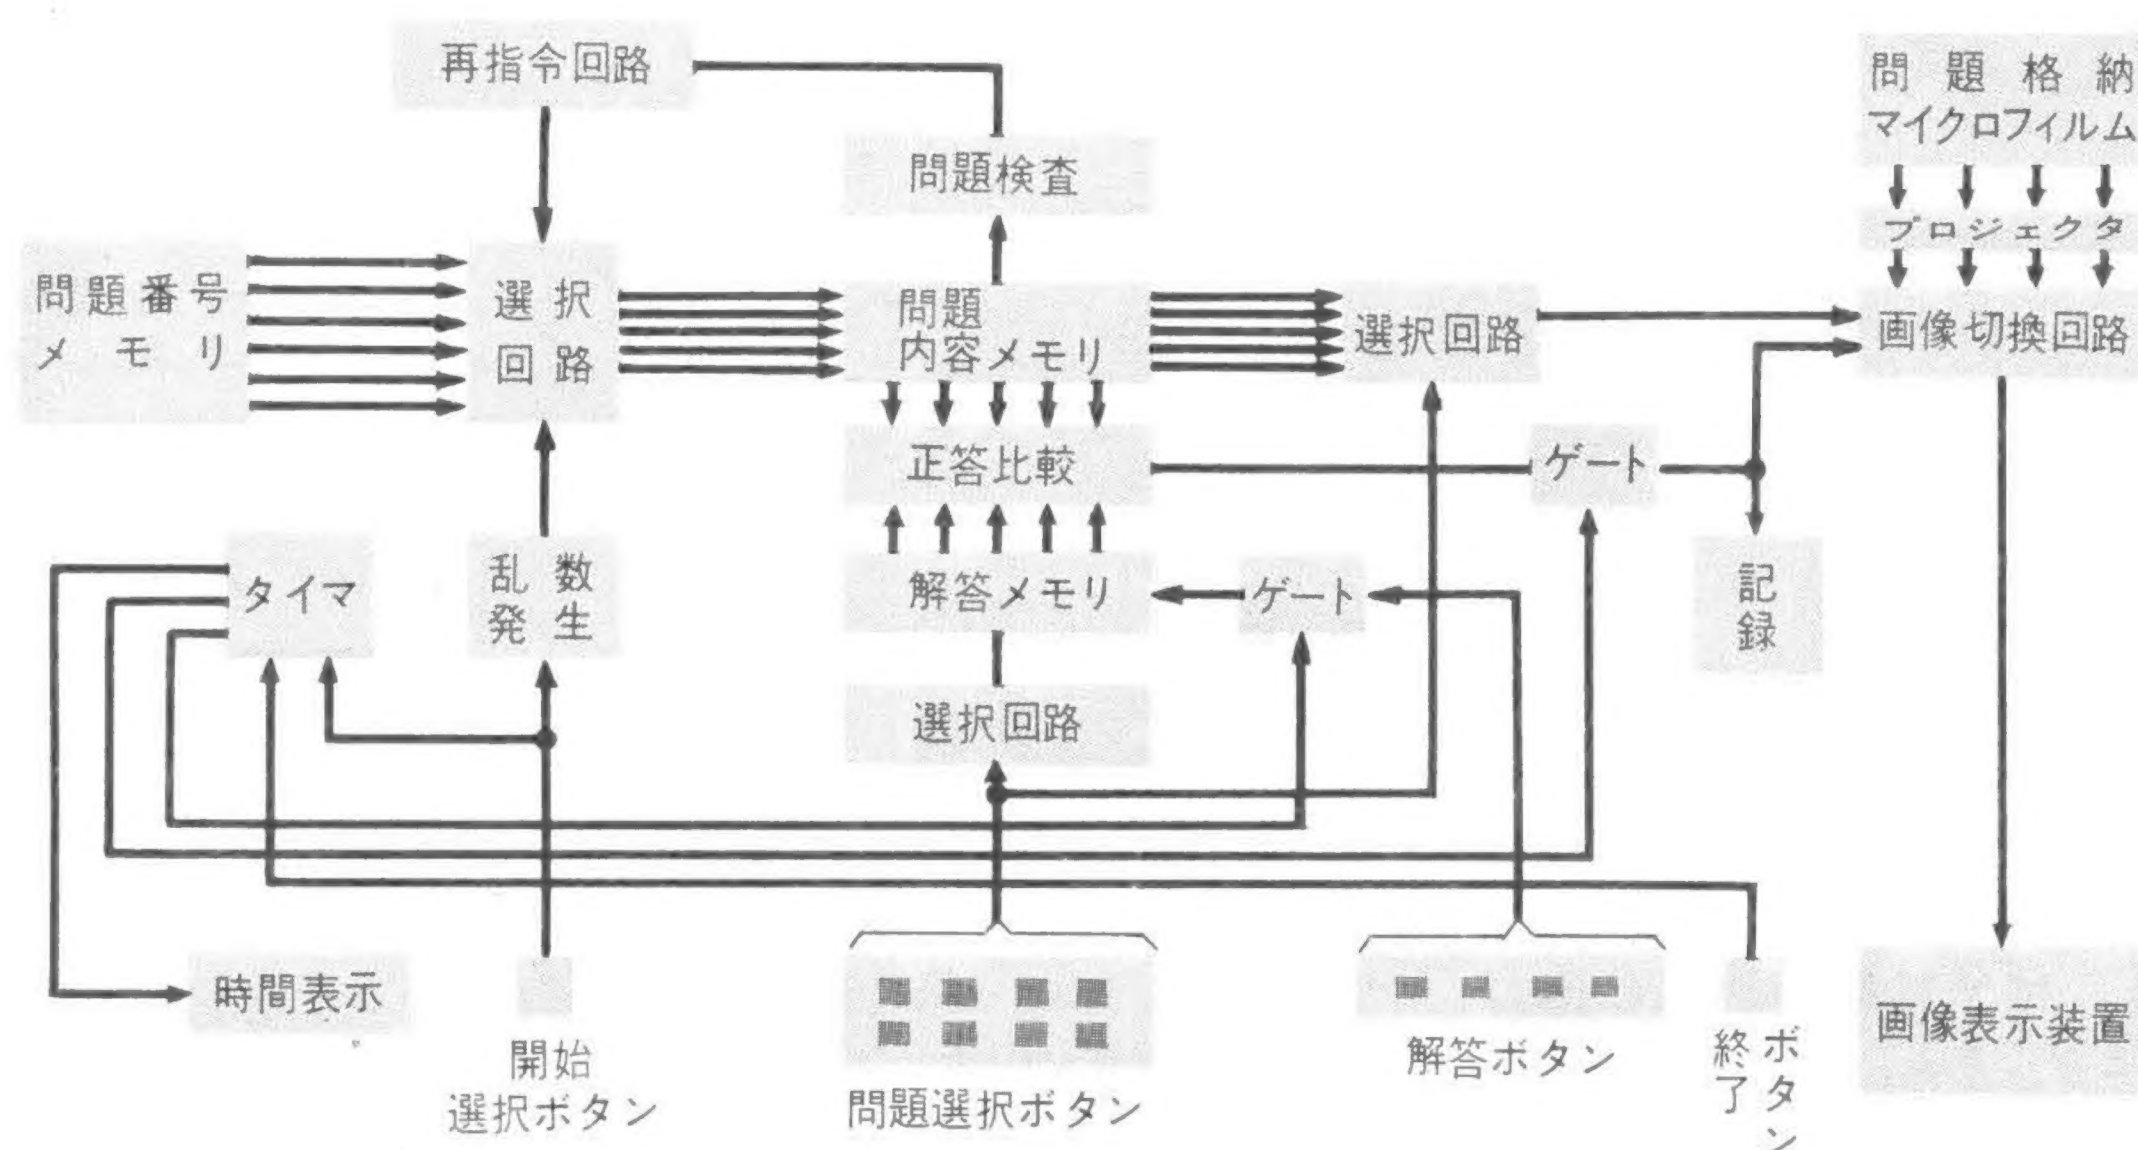 再指令回路
問題格納
マイクロフィルム
問題検査
プロジェクタ
問題番号
メモリ
選択
回路
問題
内容メモリ
選択回路
画像切換回路
正答比較
ゲート
タイマ
乱数
発生
解答メモリ
ゲート
記
録
選択回路
時間表示
開始
選択ボタン
問題選択ボタン
解答ボタン
終了
ボタン
画像表示装置